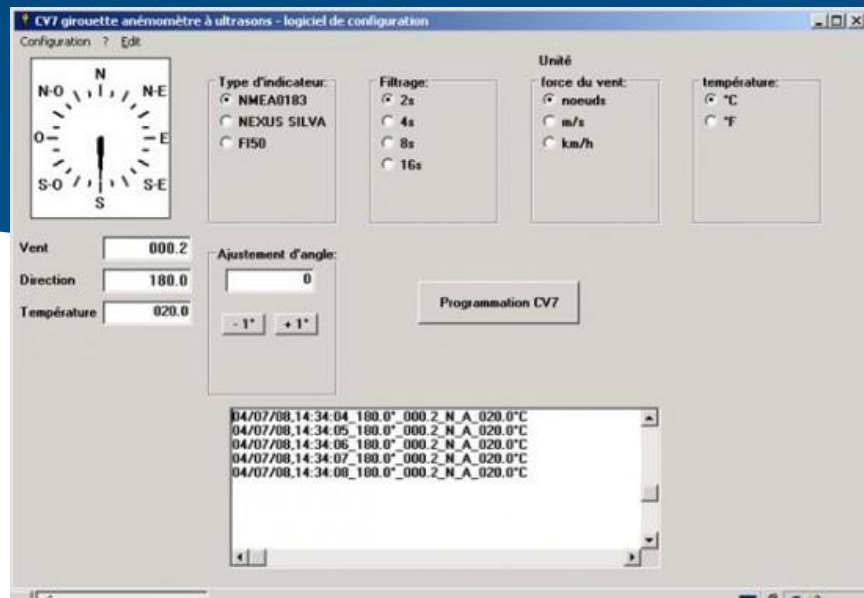 CV7 girouette anémomètre à ultrasons - logiciel de configuration
Configuration ? Edit
N
N-O N-E
O E
S-O S-E
S
Type d'indicateur:
NMEA0183
NEXUS SILVA
FI50
Filtrage:
2s
4s
8s
16s
Unité
force du vent:
noeuds
m/s
km/h
température:
°C
°F
Vent 000.2
Direction 180.0
Température 020.0
Ajustement d'angle:
0
- 1° + 1°
Programmation CV7
04/07/08,14:34:04_180.0°_000.2_N_A_020.0°C
04/07/08,14:34:05_180.0°_000.2_N_A_020.0°C
04/07/08,14:34:06_180.0°_000.2_N_A_020.0°C
04/07/08,14:34:07_180.0°_000.2_N_A_020.0°C
04/07/08,14:34:08_180.0°_000.2_N_A_020.0°C